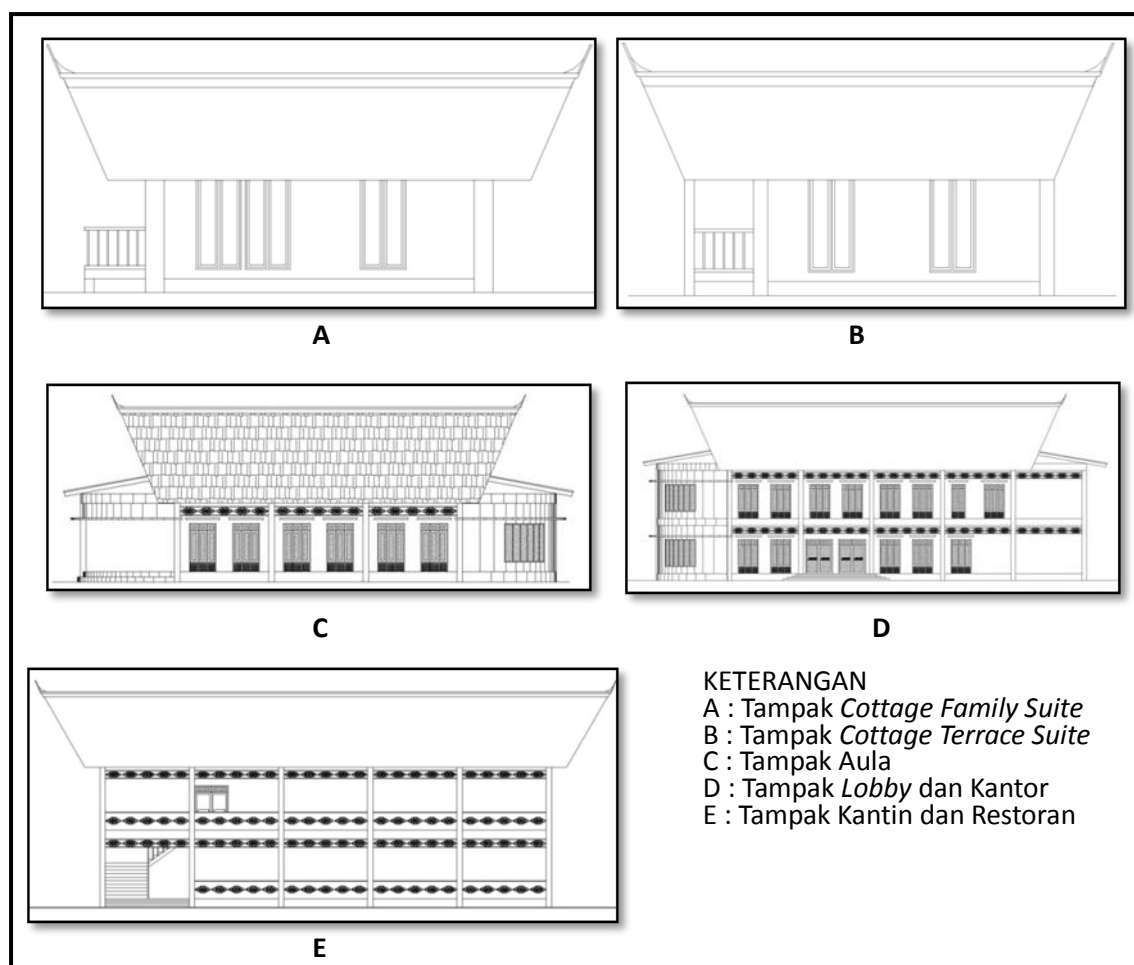 A
B
C
D
E
KETERANGAN
A : Tampak Cottage Family Suite
B : Tampak Cottage Terrace Suite
C : Tampak Aula
D : Tampak Lobby dan Kantor
E : Tampak Kantin dan Restoran